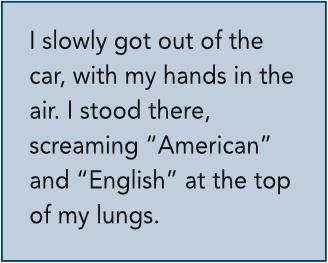 I slowly got out of the
car, with my hands in the
air. I stood there,
screaming “American”
and “English” at the top
of my lungs.